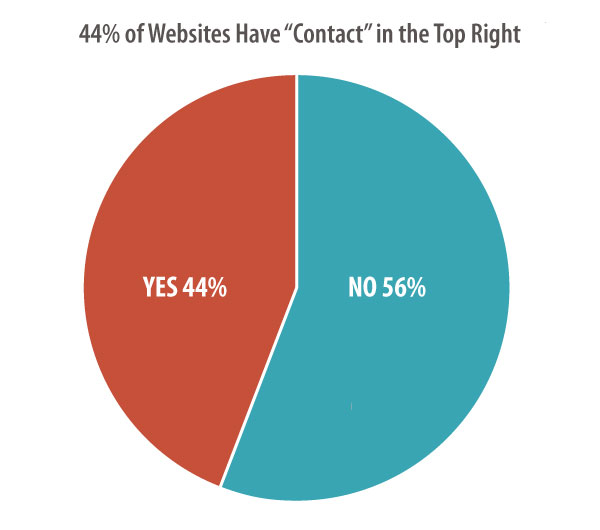 44% of Websites Have “Contact” in the Top Right
YES 44%
NO 56%